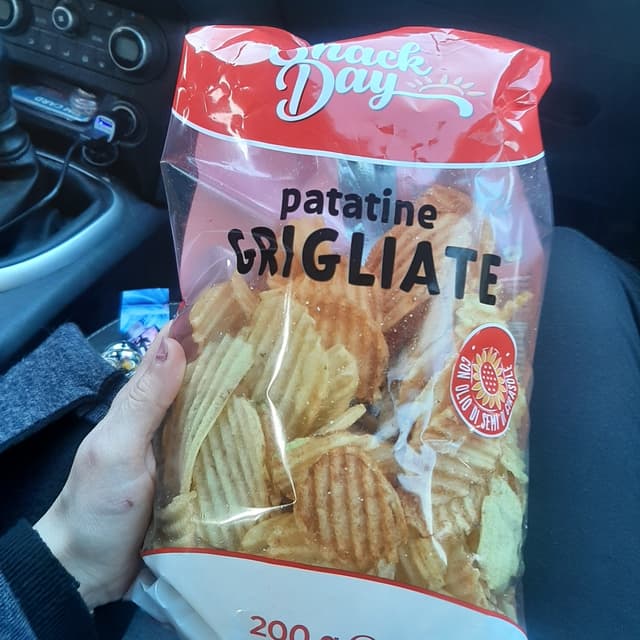 Snack
Day
patatine
GRIGLIATE
CON OLIO DI SEMI DI GIRASOLE
200 g